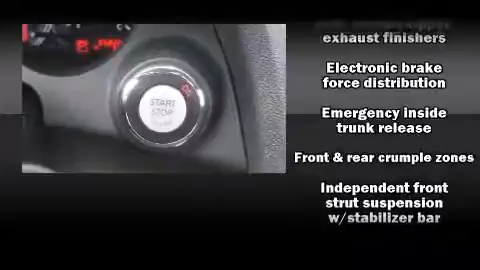 exhaust finishers
Electronic brake
force distribution
Emergency inside
trunk release
Front & rear crumple zones
Independent front
strut suspension
w/stabilizer bar
START
STOP